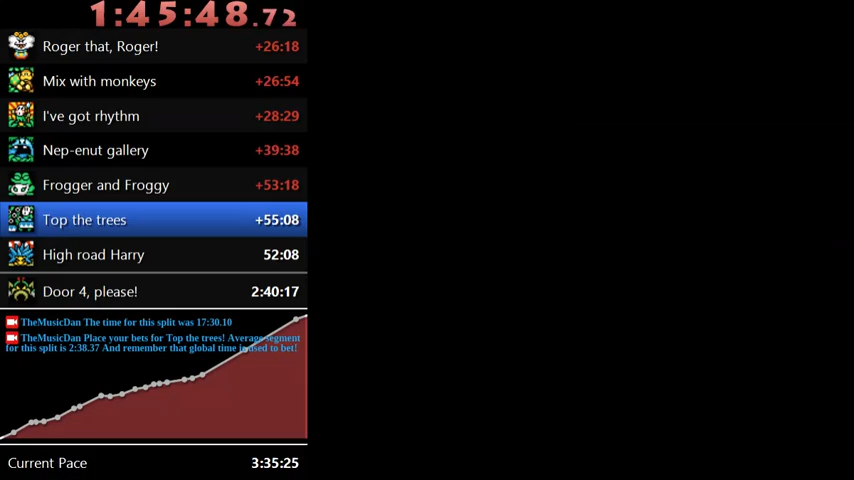 1:45:48.72
Roger that, Roger! +26:18
Mix with monkeys +26:54
I've got rhythm +28:29
Nep-enut gallery +39:38
Frogger and Froggy +53:18
Top the trees +55:08
High road Harry 52:08
Door 4, please! 2:40:17
TheMusicDan The time for this split was 17:30.10
TheMusicDan Place your bets for Top the trees! Average segment
for this split is 2:38.37 And remember that global time is used to bet!
Current Pace 3:35:25